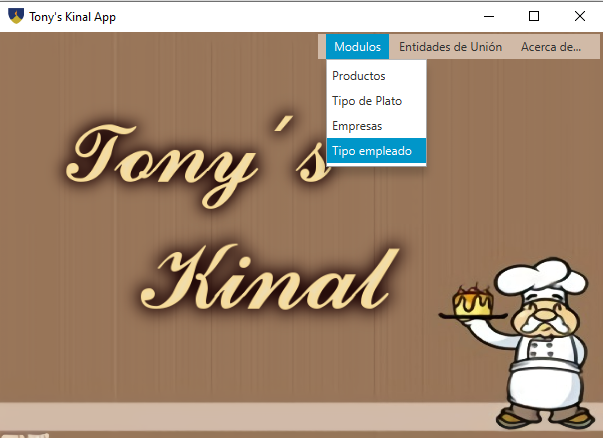 Tony's Kinal App
Modulos Entidades de Unión Acerca de...
Productos
Tipo de Plato
Empresas
Tipo empleado
Tony´s
Kinal